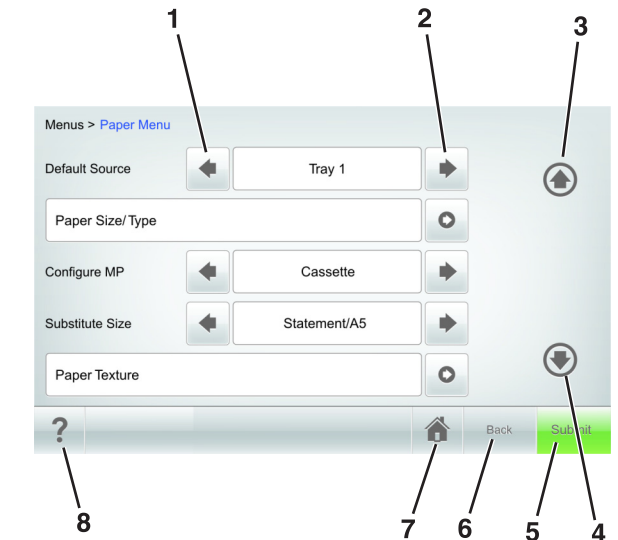 1 2 3
Menus > Paper Menu
Default Source Tray 1
Paper Size/Type
Configure MP Cassette
Substitute Size Statement/A5
Paper Texture
? Back Submit
8 7 6 5 4